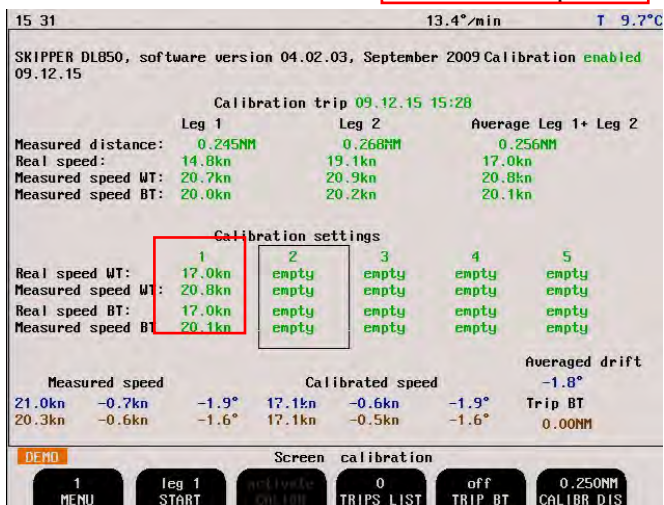 15 31 13.4°/min T 9.7°C
SKIPPER DL850, software version 04.02.03, September 2009 Calibration enabled
09.12.15
Calibration trip 09.12.15 15:28
Leg 1 Leg 2 Average Leg 1+ Leg 2
Measured distance: 0.245NM 0.268NM 0.256NM
Real speed: 14.8kn 19.1kn 17.0kn
Measured speed WT: 20.7kn 20.9kn 20.8kn
Measured speed BT: 20.0kn 20.2kn 20.1kn
Calibration settings
1 2 3 4 5
Real speed WT: 17.0kn empty empty empty empty
Measured speed WT: 20.8kn empty empty empty empty
Real speed BT: 17.0kn empty empty empty empty
Measured speed BT 20.1kn empty empty empty empty
Averaged drift
Measured speed Calibrated speed -1.8°
21.0kn -0.7kn -1.9° 17.1kn -0.6kn -1.9° Trip BT
20.3kn -0.6kn -1.6° 17.1kn -0.5kn -1.6° 0.00NM
DEMO Screen calibration
1 leg 1 activate 0 off 0.250NM
MENU START CALIBR TRIPS LIST TRIP BT CALIBR DIS